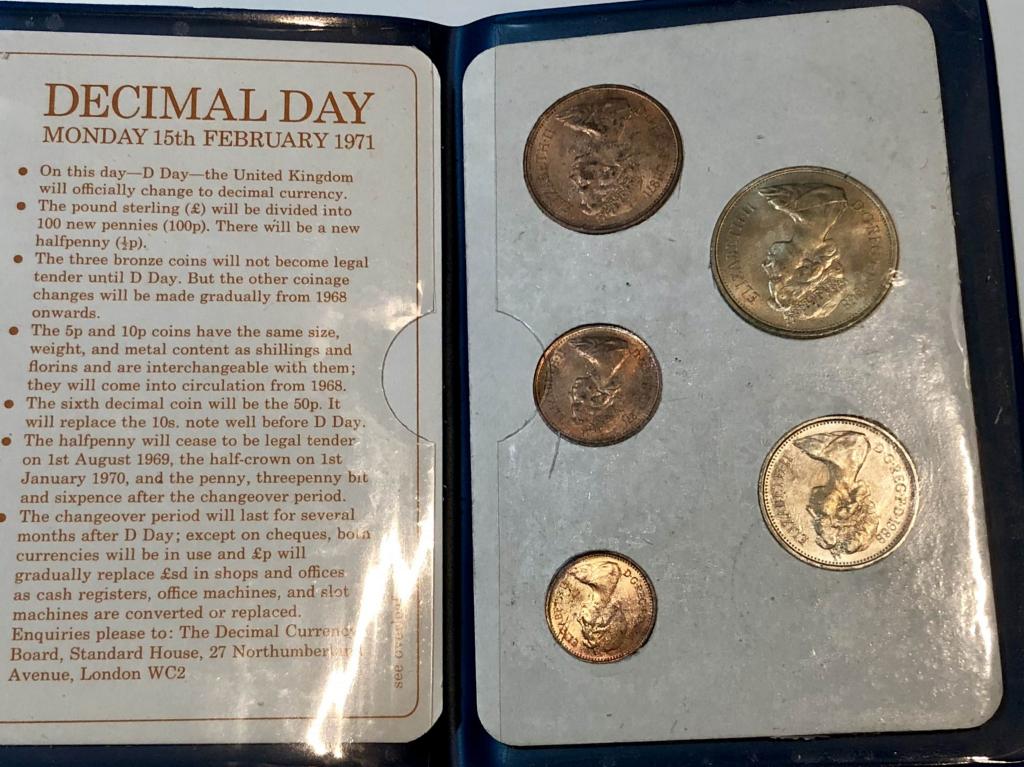 DECIMAL DAY
MONDAY 15th FEBRUARY 1971
• On this day—D Day—the United Kingdom
will officially change to decimal currency.
• The pound sterling (£) will be divided into
100 new pennies (100p). There will be a new
halfpenny (½p).
• The three bronze coins will not become legal
tender until D Day. But the other coinage
changes will be made gradually from 1968
onwards.
• The 5p and 10p coins have the same size,
weight, and metal content as shillings and
florins and are interchangeable with them;
they will come into circulation from 1968.
• The sixth decimal coin will be the 50p. It
will replace the 10s. note well before D Day.
• The halfpenny will cease to be legal tender
on 1st August 1969, the half-crown on 1st
January 1970, and the penny, threepenny bit
and sixpence after the changeover period.
• The changeover period will last for several
months after D Day; except on cheques, both
currencies will be in use and £p will
gradually replace £sd in shops and offices
as cash registers, office machines, and slot
machines are converted or replaced.
Enquiries please to: The Decimal Currency
Board, Standard House, 27 Northumberland
Avenue, London WC2
see
ELIZABETH II
ELIZABETH II D·G·REG
ELIZABETH II D·G·REG·F·D·1968